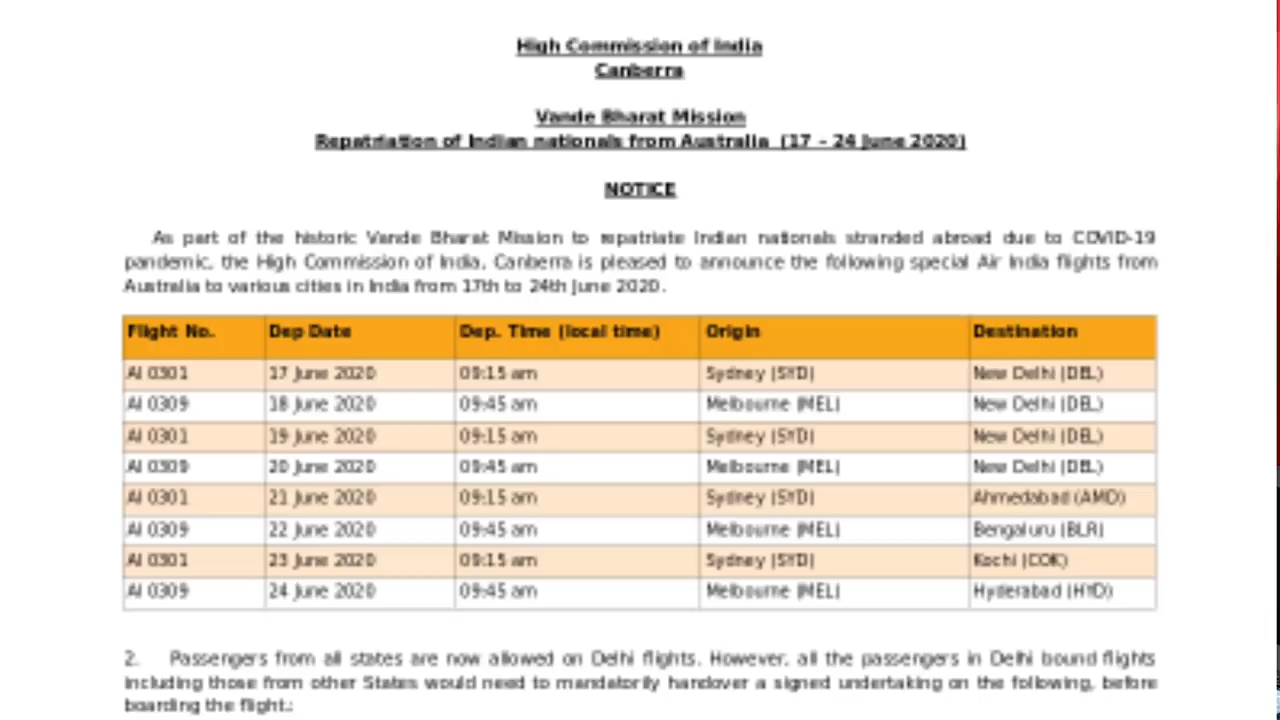 High Commission of India
Canberra
Vande Bharat Mission
Repatriation of Indian nationals from Australia (17 – 24 June 2020)
NOTICE
As part of the historic Vande Bharat Mission to repatriate Indian nationals stranded abroad due to COVID-19
pandemic, the High Commission of India, Canberra is pleased to announce the following special Air India flights from
Australia to various cities in India from 17th to 24th June 2020.
Flight No. Dep Date Dep. Time (local time) Origin Destination
AI 0301 17 June 2020 09:15 am Sydney (SYD) New Delhi (DEL)
AI 0309 18 June 2020 09:45 am Melbourne (MEL) New Delhi (DEL)
AI 0301 19 June 2020 09:15 am Sydney (SYD) New Delhi (DEL)
AI 0309 20 June 2020 09:45 am Melbourne (MEL) New Delhi (DEL)
AI 0301 21 June 2020 09:15 am Sydney (SYD) Ahmedabad (AMD)
AI 0309 22 June 2020 09:45 am Melbourne (MEL) Bengaluru (BLR)
AI 0301 23 June 2020 09:15 am Sydney (SYD) Kochi (COK)
AI 0309 24 June 2020 09:45 am Melbourne (MEL) Hyderabad (HYD)
2. Passengers from all states are now allowed on Delhi flights. However, all the passengers in Delhi bound flights
including those from other States would need to mandatorily handover a signed undertaking on the following, before
boarding the flight.: